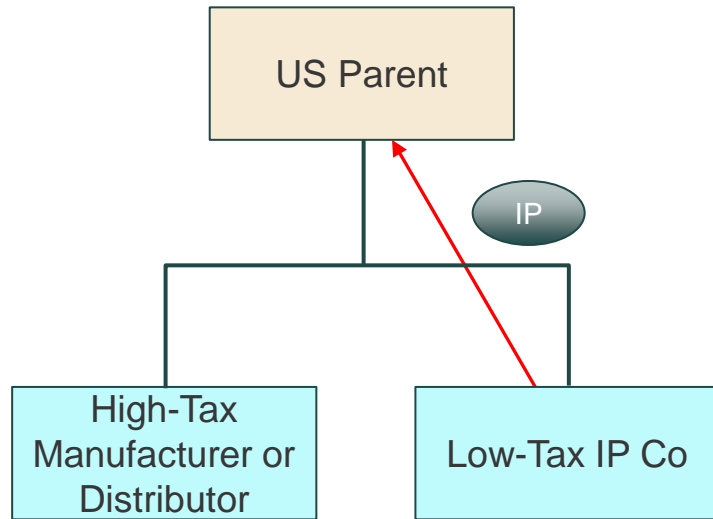 US Parent
IP
High-Tax
Manufacturer or
Distributor
Low-Tax IP Co